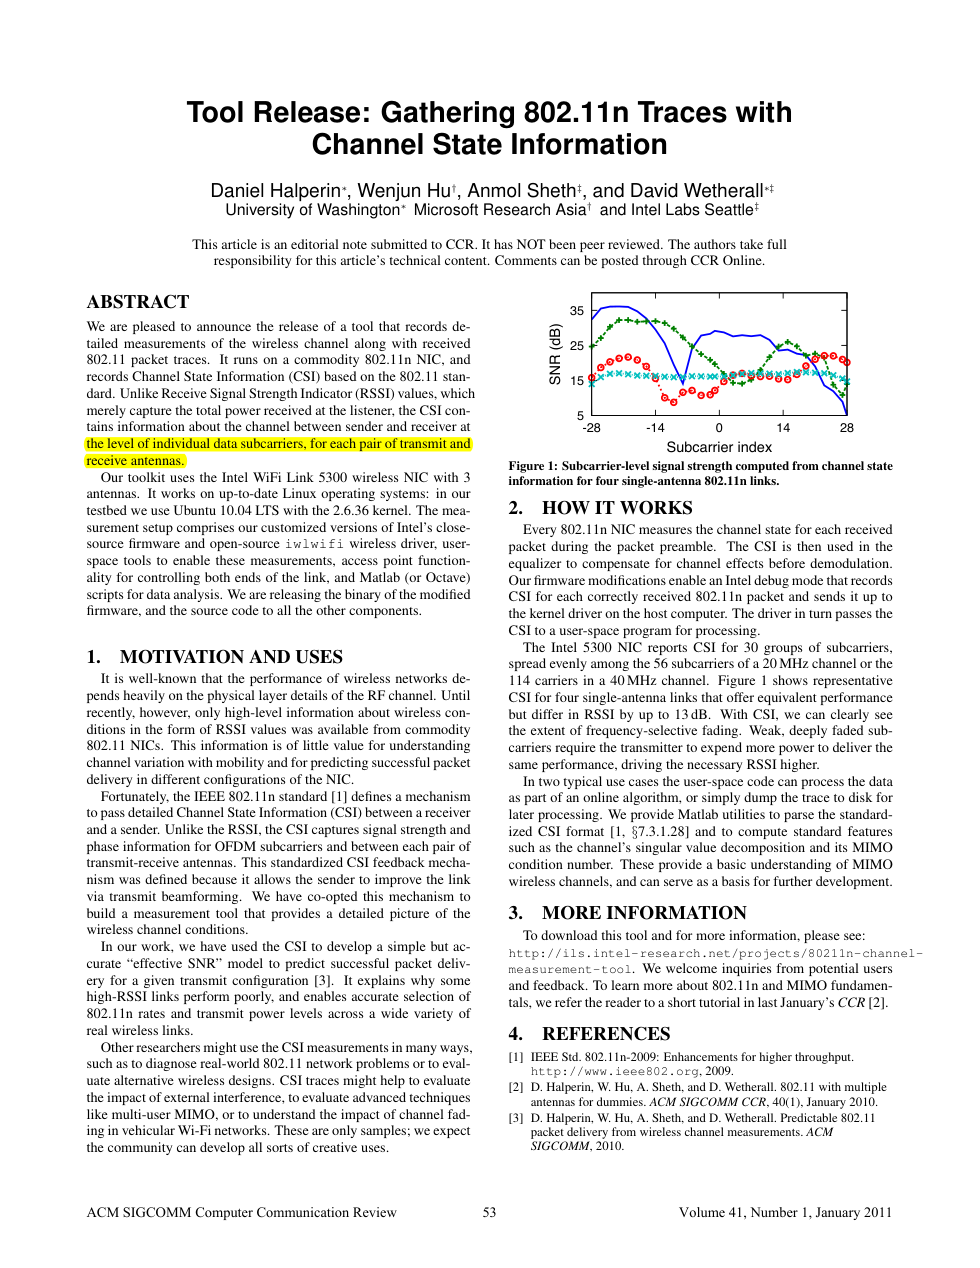 Tool Release: Gathering 802.11n Traces with
Channel State Information
Daniel Halperin*, Wenjun Hu†, Anmol Sheth‡, and David Wetherall*‡
University of Washington* Microsoft Research Asia† and Intel Labs Seattle‡
This article is an editorial note submitted to CCR. It has NOT been peer reviewed. The authors take full
responsibility for this article's technical content. Comments can be posted through CCR Online.
ABSTRACT
We are pleased to announce the release of a tool that records de-
tailed measurements of the wireless channel along with received
802.11 packet traces. It runs on a commodity 802.11n NIC, and
records Channel State Information (CSI) based on the 802.11 stan-
dard. Unlike Receive Signal Strength Indicator (RSSI) values, which
merely capture the total power received at the listener, the CSI con-
tains information about the channel between sender and receiver at
the level of individual data subcarriers, for each pair of transmit and
receive antennas.
Our toolkit uses the Intel WiFi Link 5300 wireless NIC with 3
antennas. It works on up-to-date Linux operating systems: in our
testbed we use Ubuntu 10.04 LTS with the 2.6.36 kernel. The mea-
surement setup comprises our customized versions of Intel's close-
source firmware and open-source iwlwifi wireless driver, user-
space tools to enable these measurements, access point function-
ality for controlling both ends of the link, and Matlab (or Octave)
scripts for data analysis. We are releasing the binary of the modified
firmware, and the source code to all the other components.
1. MOTIVATION AND USES
It is well-known that the performance of wireless networks de-
pends heavily on the physical layer details of the RF channel. Until
recently, however, only high-level information about wireless con-
ditions in the form of RSSI values was available from commodity
802.11 NICs. This information is of little value for understanding
channel variation with mobility and for predicting successful packet
delivery in different configurations of the NIC.
Fortunately, the IEEE 802.11n standard [1] defines a mechanism
to pass detailed Channel State Information (CSI) between a receiver
and a sender. Unlike the RSSI, the CSI captures signal strength and
phase information for OFDM subcarriers and between each pair of
transmit-receive antennas. This standardized CSI feedback mecha-
nism was defined because it allows the sender to improve the link
via transmit beamforming. We have co-opted this mechanism to
build a measurement tool that provides a detailed picture of the
wireless channel conditions.
In our work, we have used the CSI to develop a simple but ac-
curate “effective SNR” model to predict successful packet deliv-
ery for a given transmit configuration [3]. It explains why some
high-RSSI links perform poorly, and enables accurate selection of
802.11n rates and transmit power levels across a wide variety of
real wireless links.
Other researchers might use the CSI measurements in many ways,
such as to diagnose real-world 802.11 network problems or to eval-
uate alternative wireless designs. CSI traces might help to evaluate
the impact of external interference, to evaluate advanced techniques
like multi-user MIMO, or to understand the impact of channel fad-
ing in vehicular Wi-Fi networks. These are only samples; we expect
the community can develop all sorts of creative uses.
35
25
15
5
SNR (dB)
-28 -14 0 14 28
Subcarrier index
Figure 1: Subcarrier-level signal strength computed from channel state
information for four single-antenna 802.11n links.
2. HOW IT WORKS
Every 802.11n NIC measures the channel state for each received
packet during the packet preamble. The CSI is then used in the
equalizer to compensate for channel effects before demodulation.
Our firmware modifications enable an Intel debug mode that records
CSI for each correctly received 802.11n packet and sends it up to
the kernel driver on the host computer. The driver in turn passes the
CSI to a user-space program for processing.
The Intel 5300 NIC reports CSI for 30 groups of subcarriers,
spread evenly among the 56 subcarriers of a 20 MHz channel or the
114 carriers in a 40 MHz channel. Figure 1 shows representative
CSI for four single-antenna links that offer equivalent performance
but differ in RSSI by up to 13 dB. With CSI, we can clearly see
the extent of frequency-selective fading. Weak, deeply faded sub-
carriers require the transmitter to expend more power to deliver the
same performance, driving the necessary RSSI higher.
In two typical use cases the user-space code can process the data
as part of an online algorithm, or simply dump the trace to disk for
later processing. We provide Matlab utilities to parse the standard-
ized CSI format [1, §7.3.1.28] and to compute standard features
such as the channel's singular value decomposition and its MIMO
condition number. These provide a basic understanding of MIMO
wireless channels, and can serve as a basis for further development.
3. MORE INFORMATION
To download this tool and for more information, please see:
http://ils.intel-research.net/projects/80211n-channel-
measurement-tool. We welcome inquiries from potential users
and feedback. To learn more about 802.11n and MIMO fundamen-
tals, we refer the reader to a short tutorial in last January's CCR [2].
4. REFERENCES
[1] IEEE Std. 802.11n-2009: Enhancements for higher throughput.
http://www.ieee802.org, 2009.
[2] D. Halperin, W. Hu, A. Sheth, and D. Wetherall. 802.11 with multiple
antennas for dummies. ACM SIGCOMM CCR, 40(1), January 2010.
[3] D. Halperin, W. Hu, A. Sheth, and D. Wetherall. Predictable 802.11
packet delivery from wireless channel measurements. ACM
SIGCOMM, 2010.
ACM SIGCOMM Computer Communication Review 53 Volume 41, Number 1, January 2011